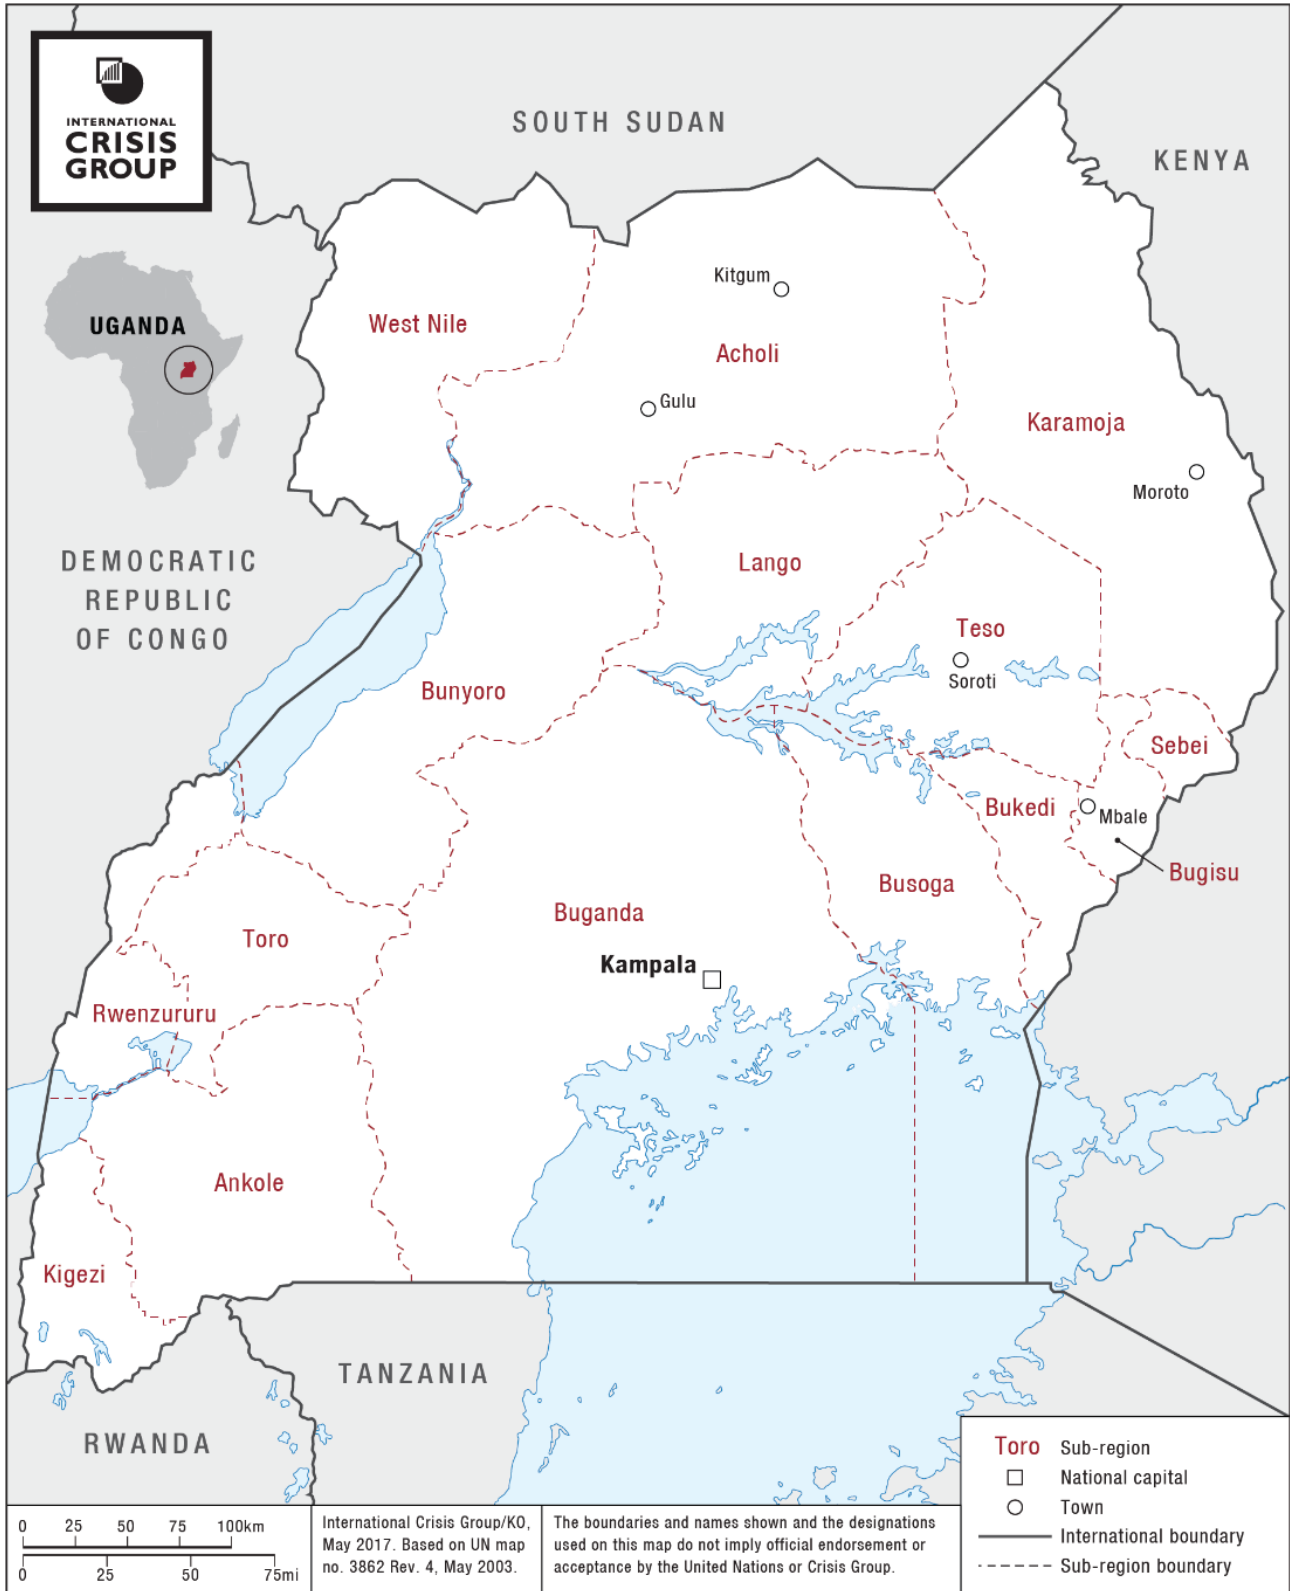 INTERNATIONAL
CRISIS
GROUP
SOUTH SUDAN
KENYA
UGANDA
Kitgum
West Nile
Acholi
Gulu
Karamoja
Moroto
DEMOCRATIC
REPUBLIC
OF CONGO
Lango
Teso
Soroti
Bunyoro
Sebei
Bukedi
Mbale
Bugisu
Busoga
Buganda
Toro
Kampala
Rwenzururu
Ankole
Kigezi
TANZANIA
RWANDA
Toro Sub-region
National capital
Town
International boundary
Sub-region boundary
0 25 50 75 100km
0 25 50 75mi
International Crisis Group/KO,
May 2017. Based on UN map
no. 3862 Rev. 4, May 2003.
The boundaries and names shown and the designations
used on this map do not imply official endorsement or
acceptance by the United Nations or Crisis Group.